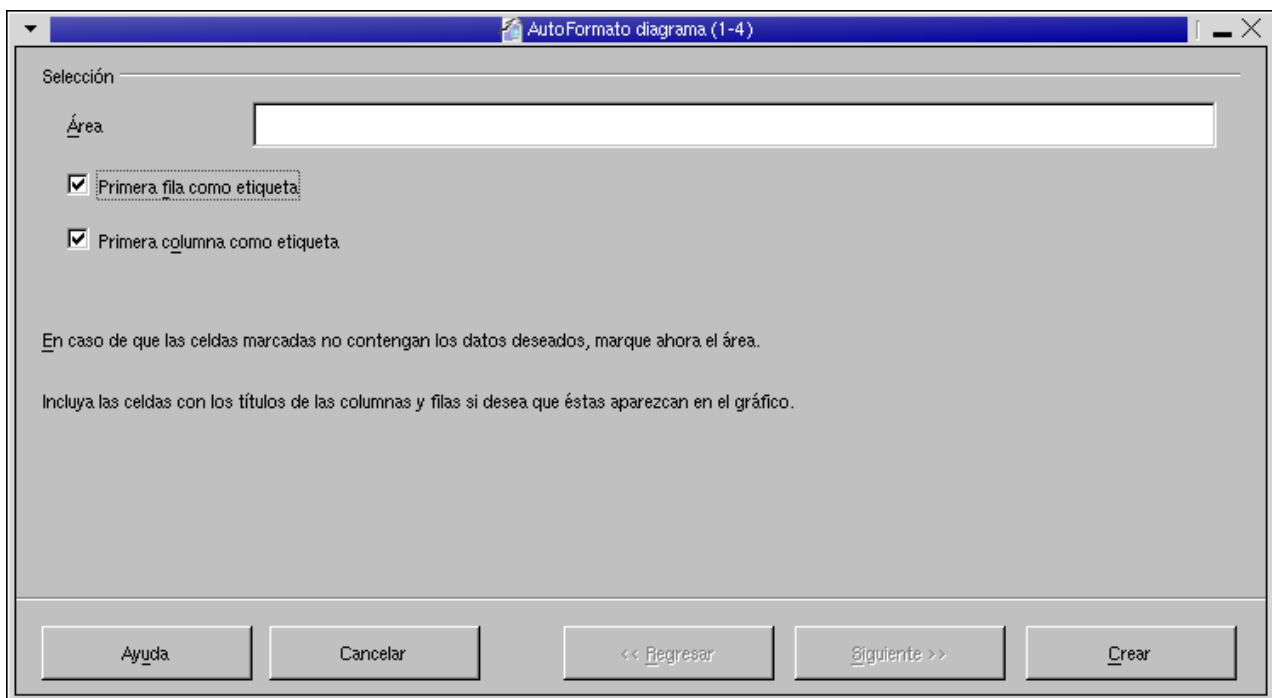 AutoFormato diagrama (1-4)
Selección
Área
Primera fila como etiqueta
Primera columna como etiqueta
En caso de que las celdas marcadas no contengan los datos deseados, marque ahora el área.
Incluya las celdas con los títulos de las columnas y filas si desea que éstas aparezcan en el gráfico.
Ayuda Cancelar << Regresar Siguiente >> Crear